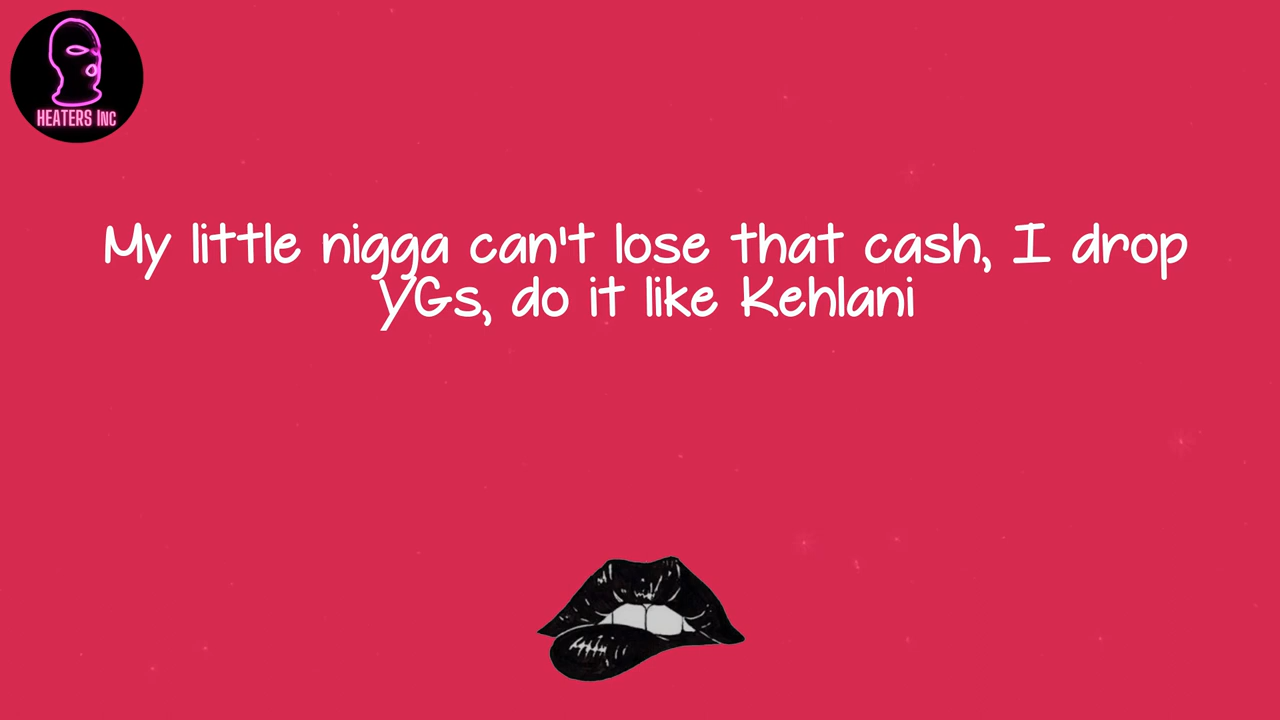 HEATERS INC
My little nigga can't lose that cash, I drop
YGs, do it like Kehlani